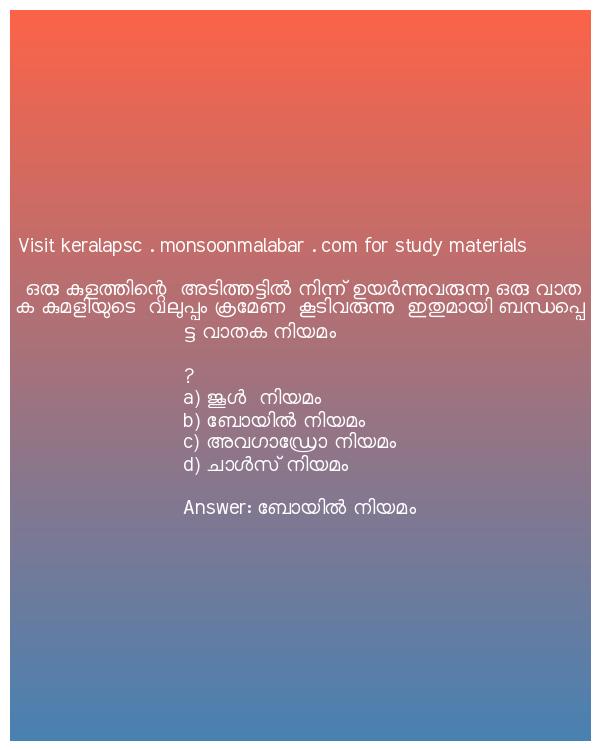 Visit keralapsc . monsoonmalabar . com for study materials
ഒരു കുളത്തിന്റെ അടിത്തട്ടിൽ നിന്ന് ഉയർന്നുവരുന്ന ഒരു വാത
ക കുമളിയുടെ വലുപ്പം ക്രമേണ കൂടിവരുന്നു ഇതുമായി ബന്ധപ്പെ
ട്ട വാതക നിയമം
?
a) ജൂൾ നിയമം
b) ബോയിൽ നിയമം
c) അവഗാഡ്രോ നിയമം
d) ചാൾസ് നിയമം
Answer: ബോയിൽ നിയമം